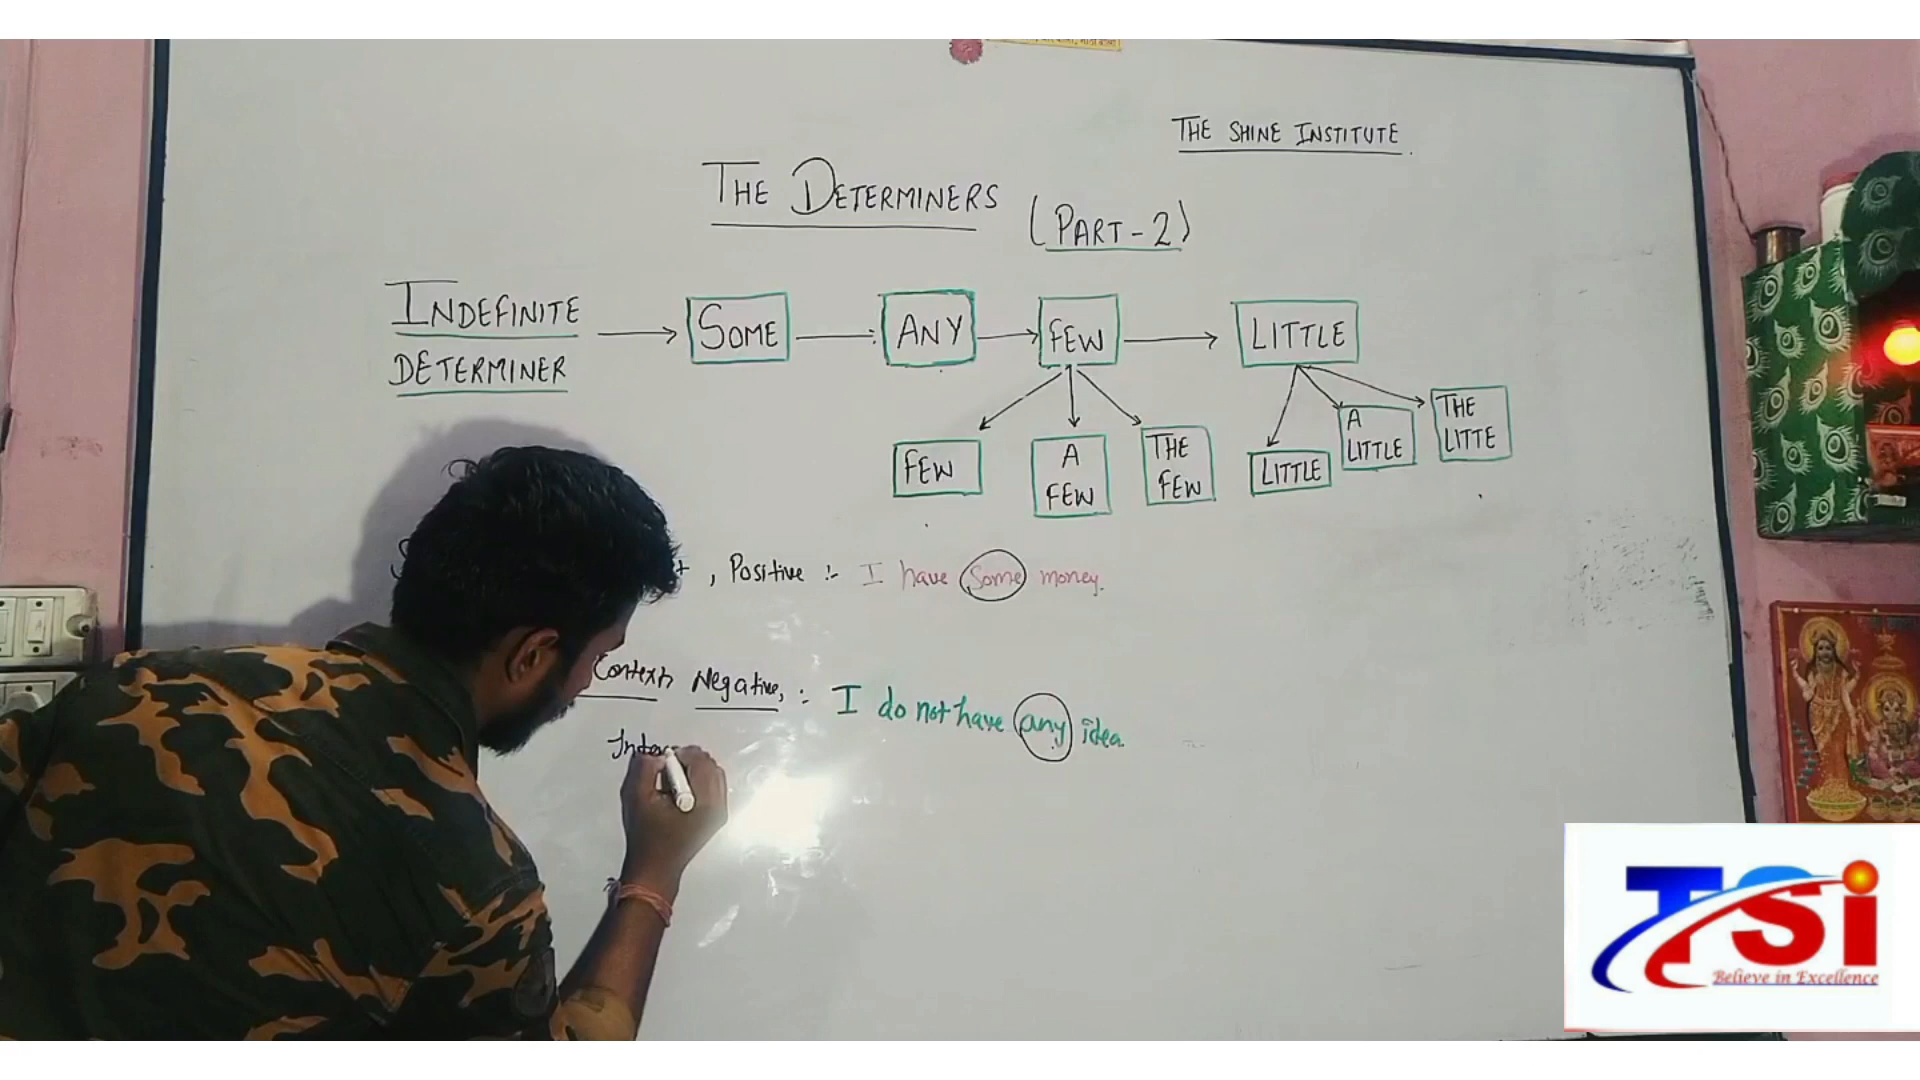 THE SHINE INSTITUTE.
THE DETERMINERS (PART-2)
INDEFINITE DETERMINER
SOME
ANY
FEW
LITTLE
FEW
A FEW
THE FEW
LITTLE
A LITTLE
THE LITTE
, Positive :- I have some money.
Context, Negative, : I do not have any idea
Inter
TSi
Believe in Excellence